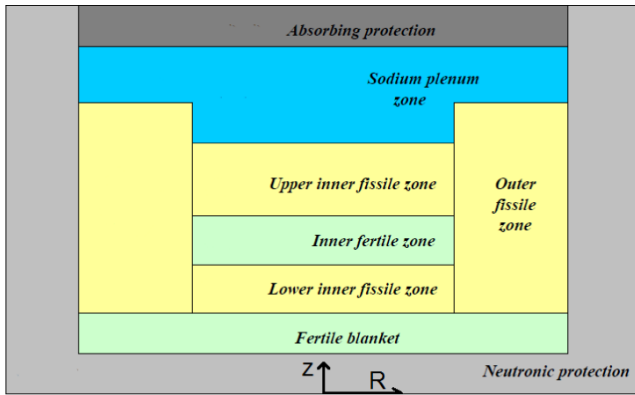 Absorbing protection
Sodium plenum
zone
Upper inner fissile zone
Outer
fissile
zone
Inner fertile zone
Lower inner fissile zone
Fertile blanket
Z
R
Neutronic protection